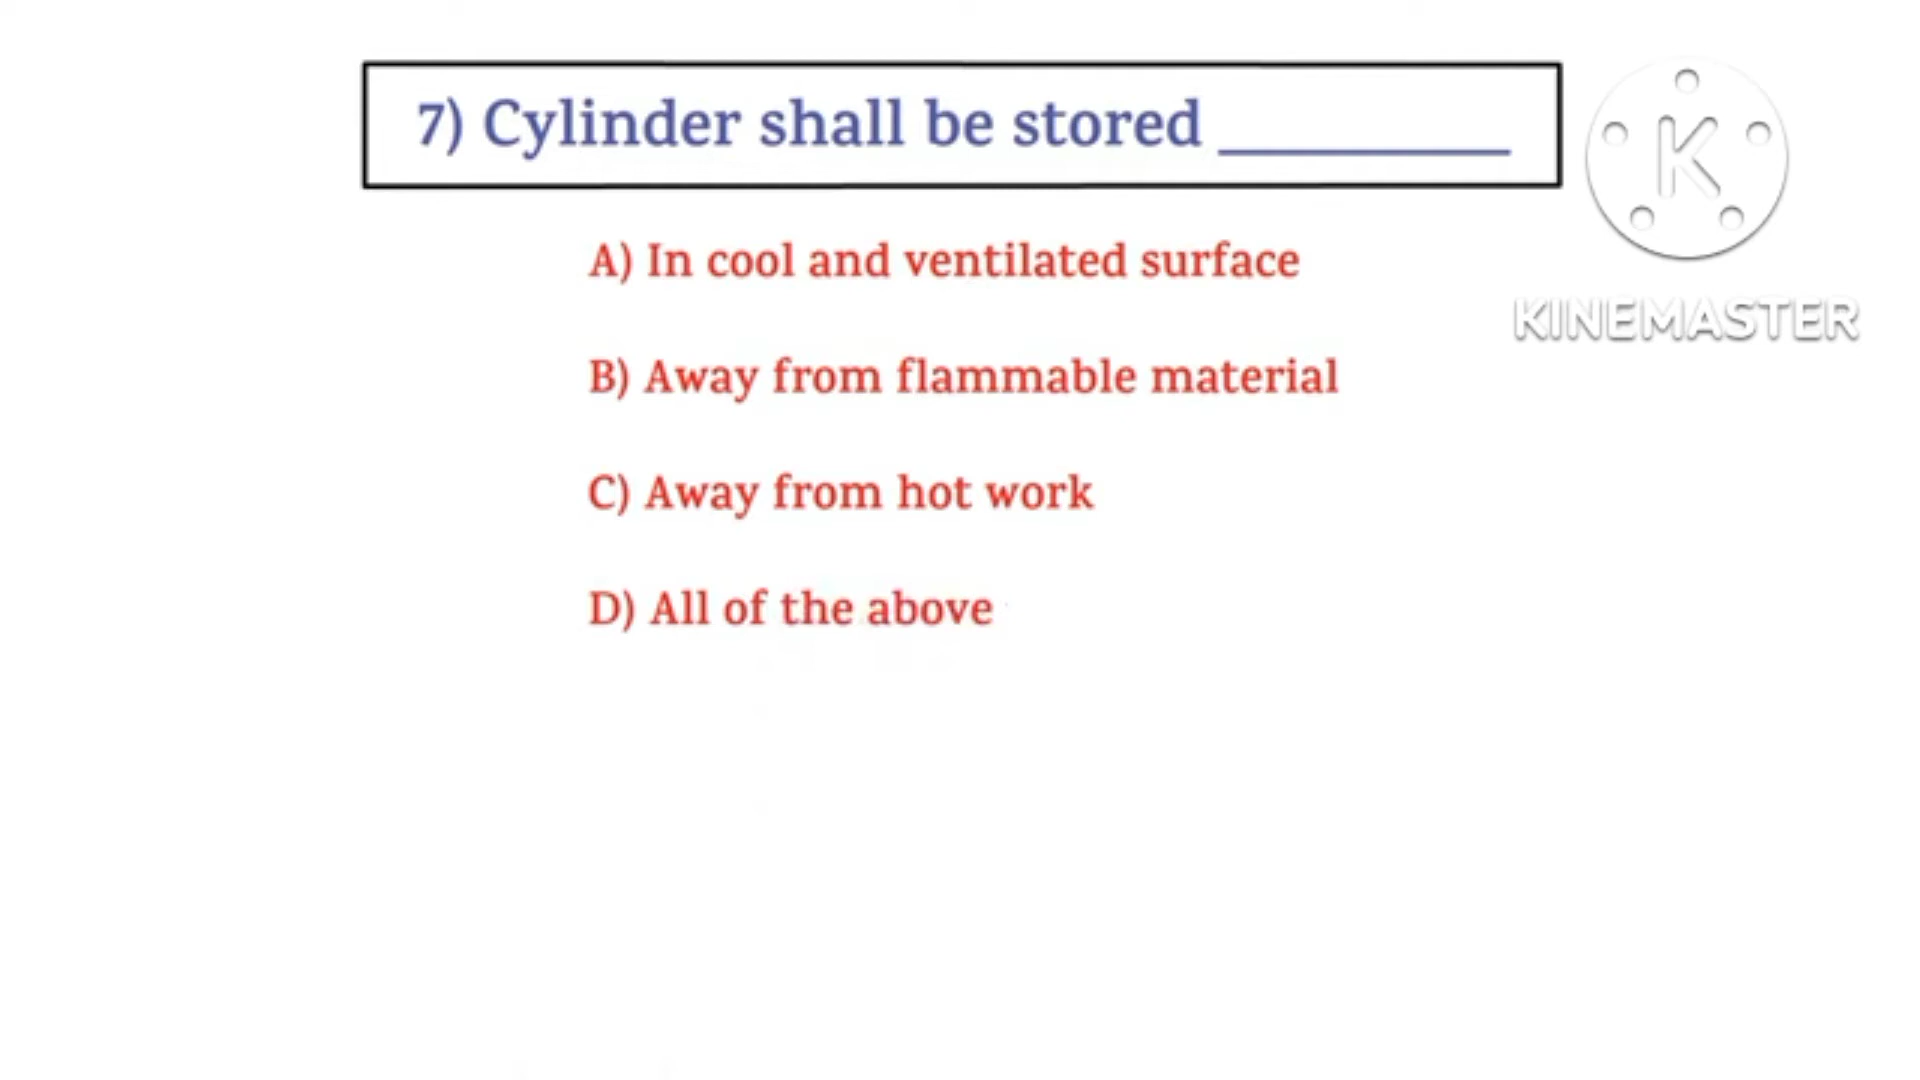 7) Cylinder shall be stored _________
A) In cool and ventilated surface
B) Away from flammable material
C) Away from hot work
D) All of the above
K
KINEMASTER